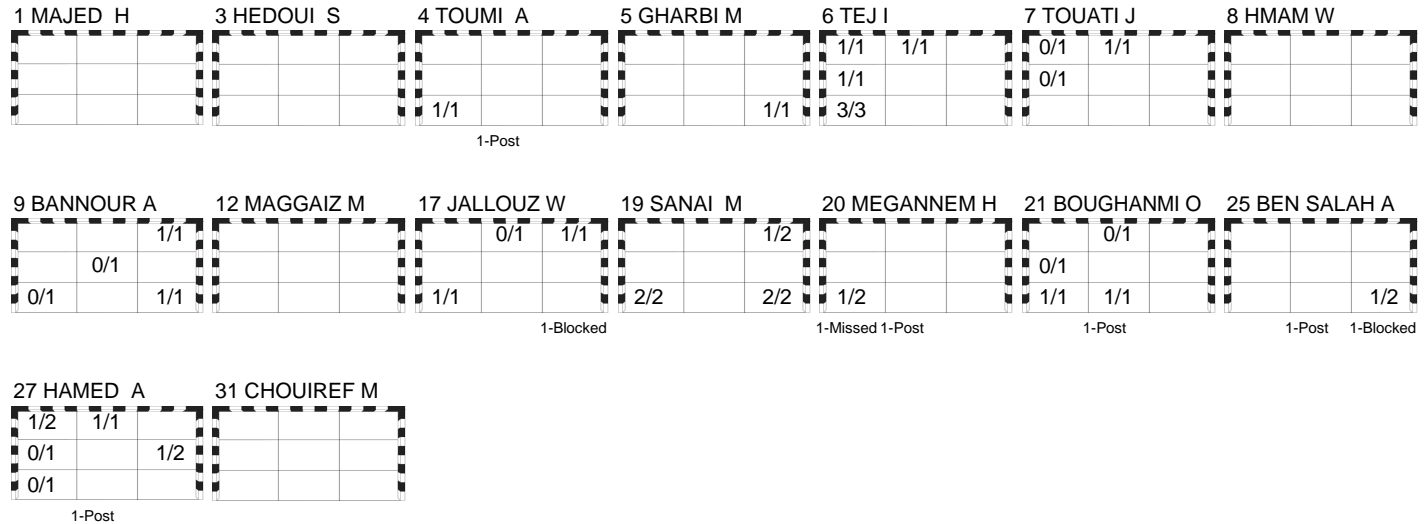 1 MAJED  H 3 HEDOUI  S 4 TOUMI  A 5 GHARBI M 6 TEJ I 7 TOUATI J 8 HMAM W
1/1 1/1 0/1 1/1
1/1 0/1
1/1 1/1 3/3
1-Post
9 BANNOUR A 12 MAGGAIZ M 17 JALLOUZ W 19 SANAI  M 20 MEGANNEM H 21 BOUGHANMI O 25 BEN SALAH A
1/1 0/1 1/1 1/2 0/1
0/1 0/1
0/1 1/1 1/1 2/2 2/2 1/2 1/1 1/1 1/2
1-Blocked 1-Missed 1-Post 1-Post 1-Post 1-Blocked
27 HAMED  A 31 CHOUIREF M
1/2 1/1
0/1 1/2
0/1
1-Post